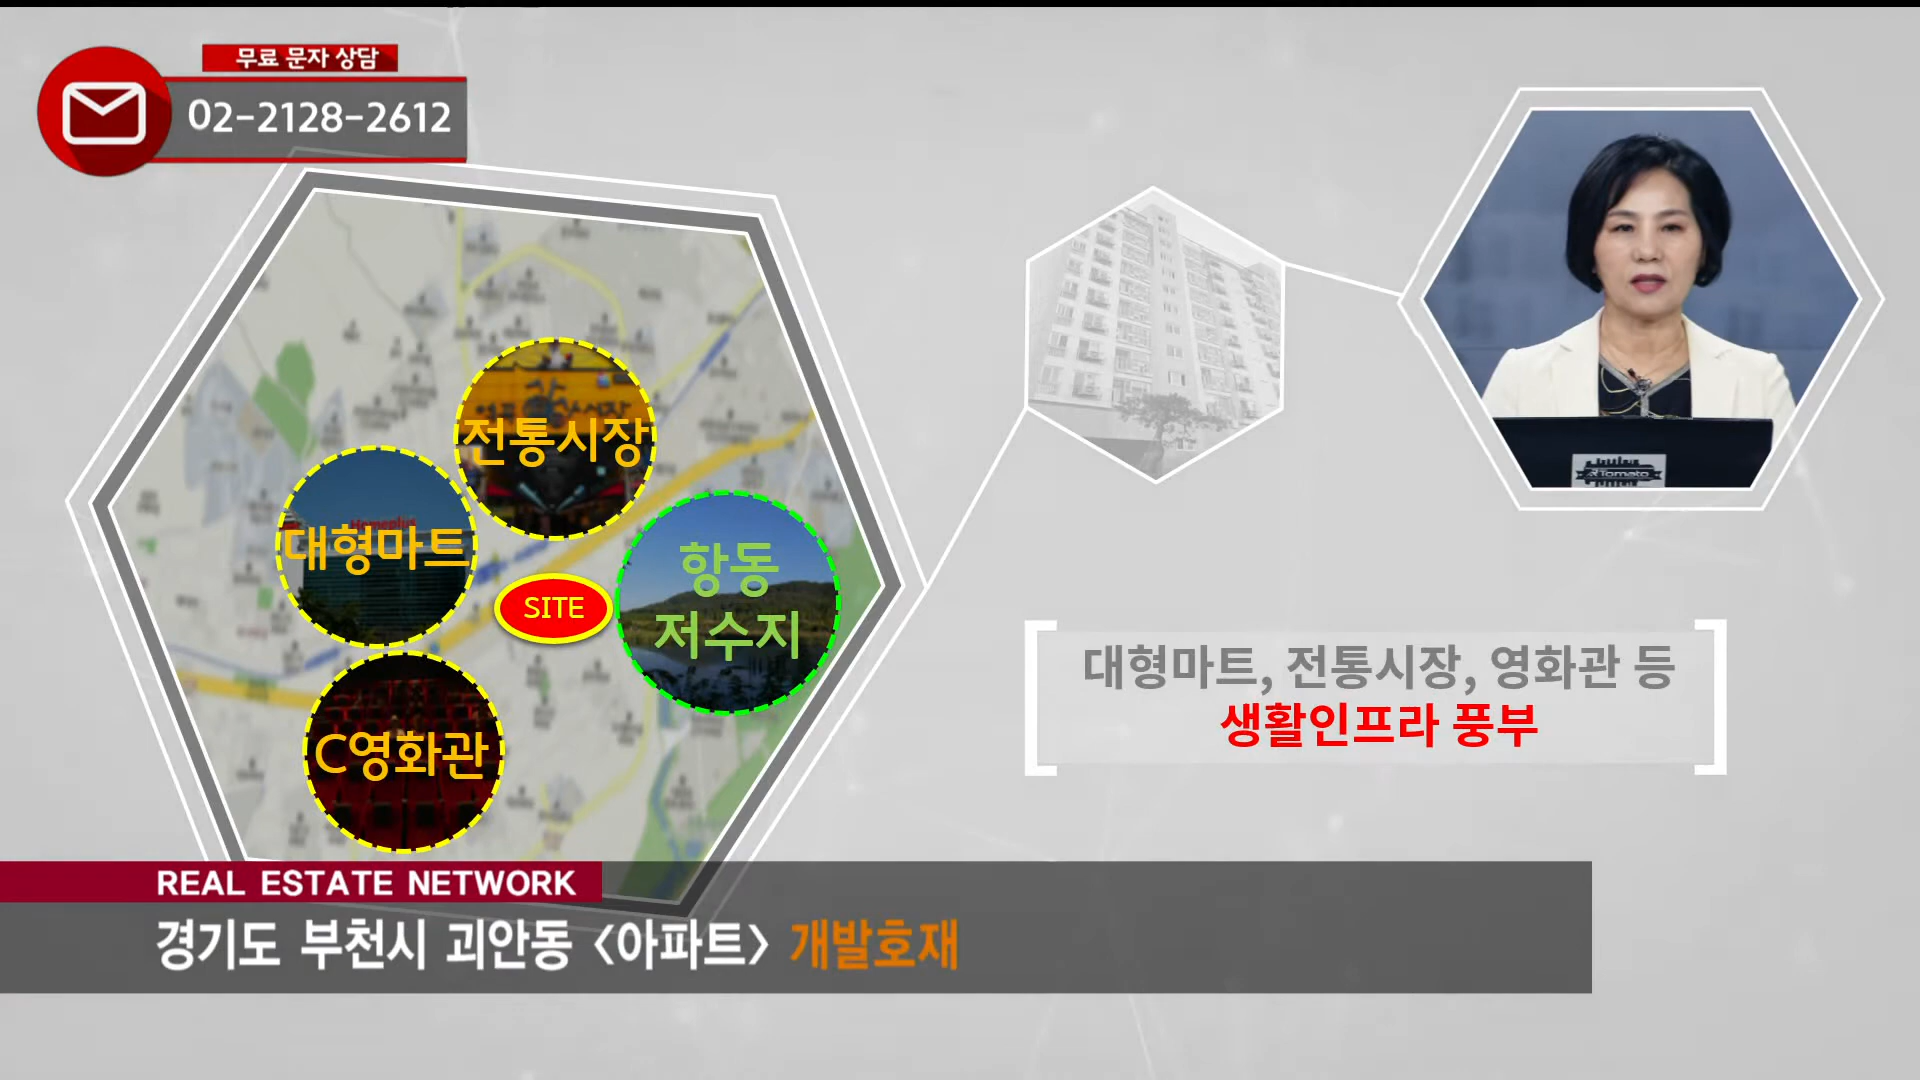 무료 문자 상담
02-2128-2612
전통시장
Homeplus
대형마트
항동
저수지
SITE
C영화관
Tomato
대형마트, 전통시장, 영화관 등
생활인프라 풍부
REAL ESTATE NETWORK
경기도 부천시 괴안동 <아파트> 개발호재